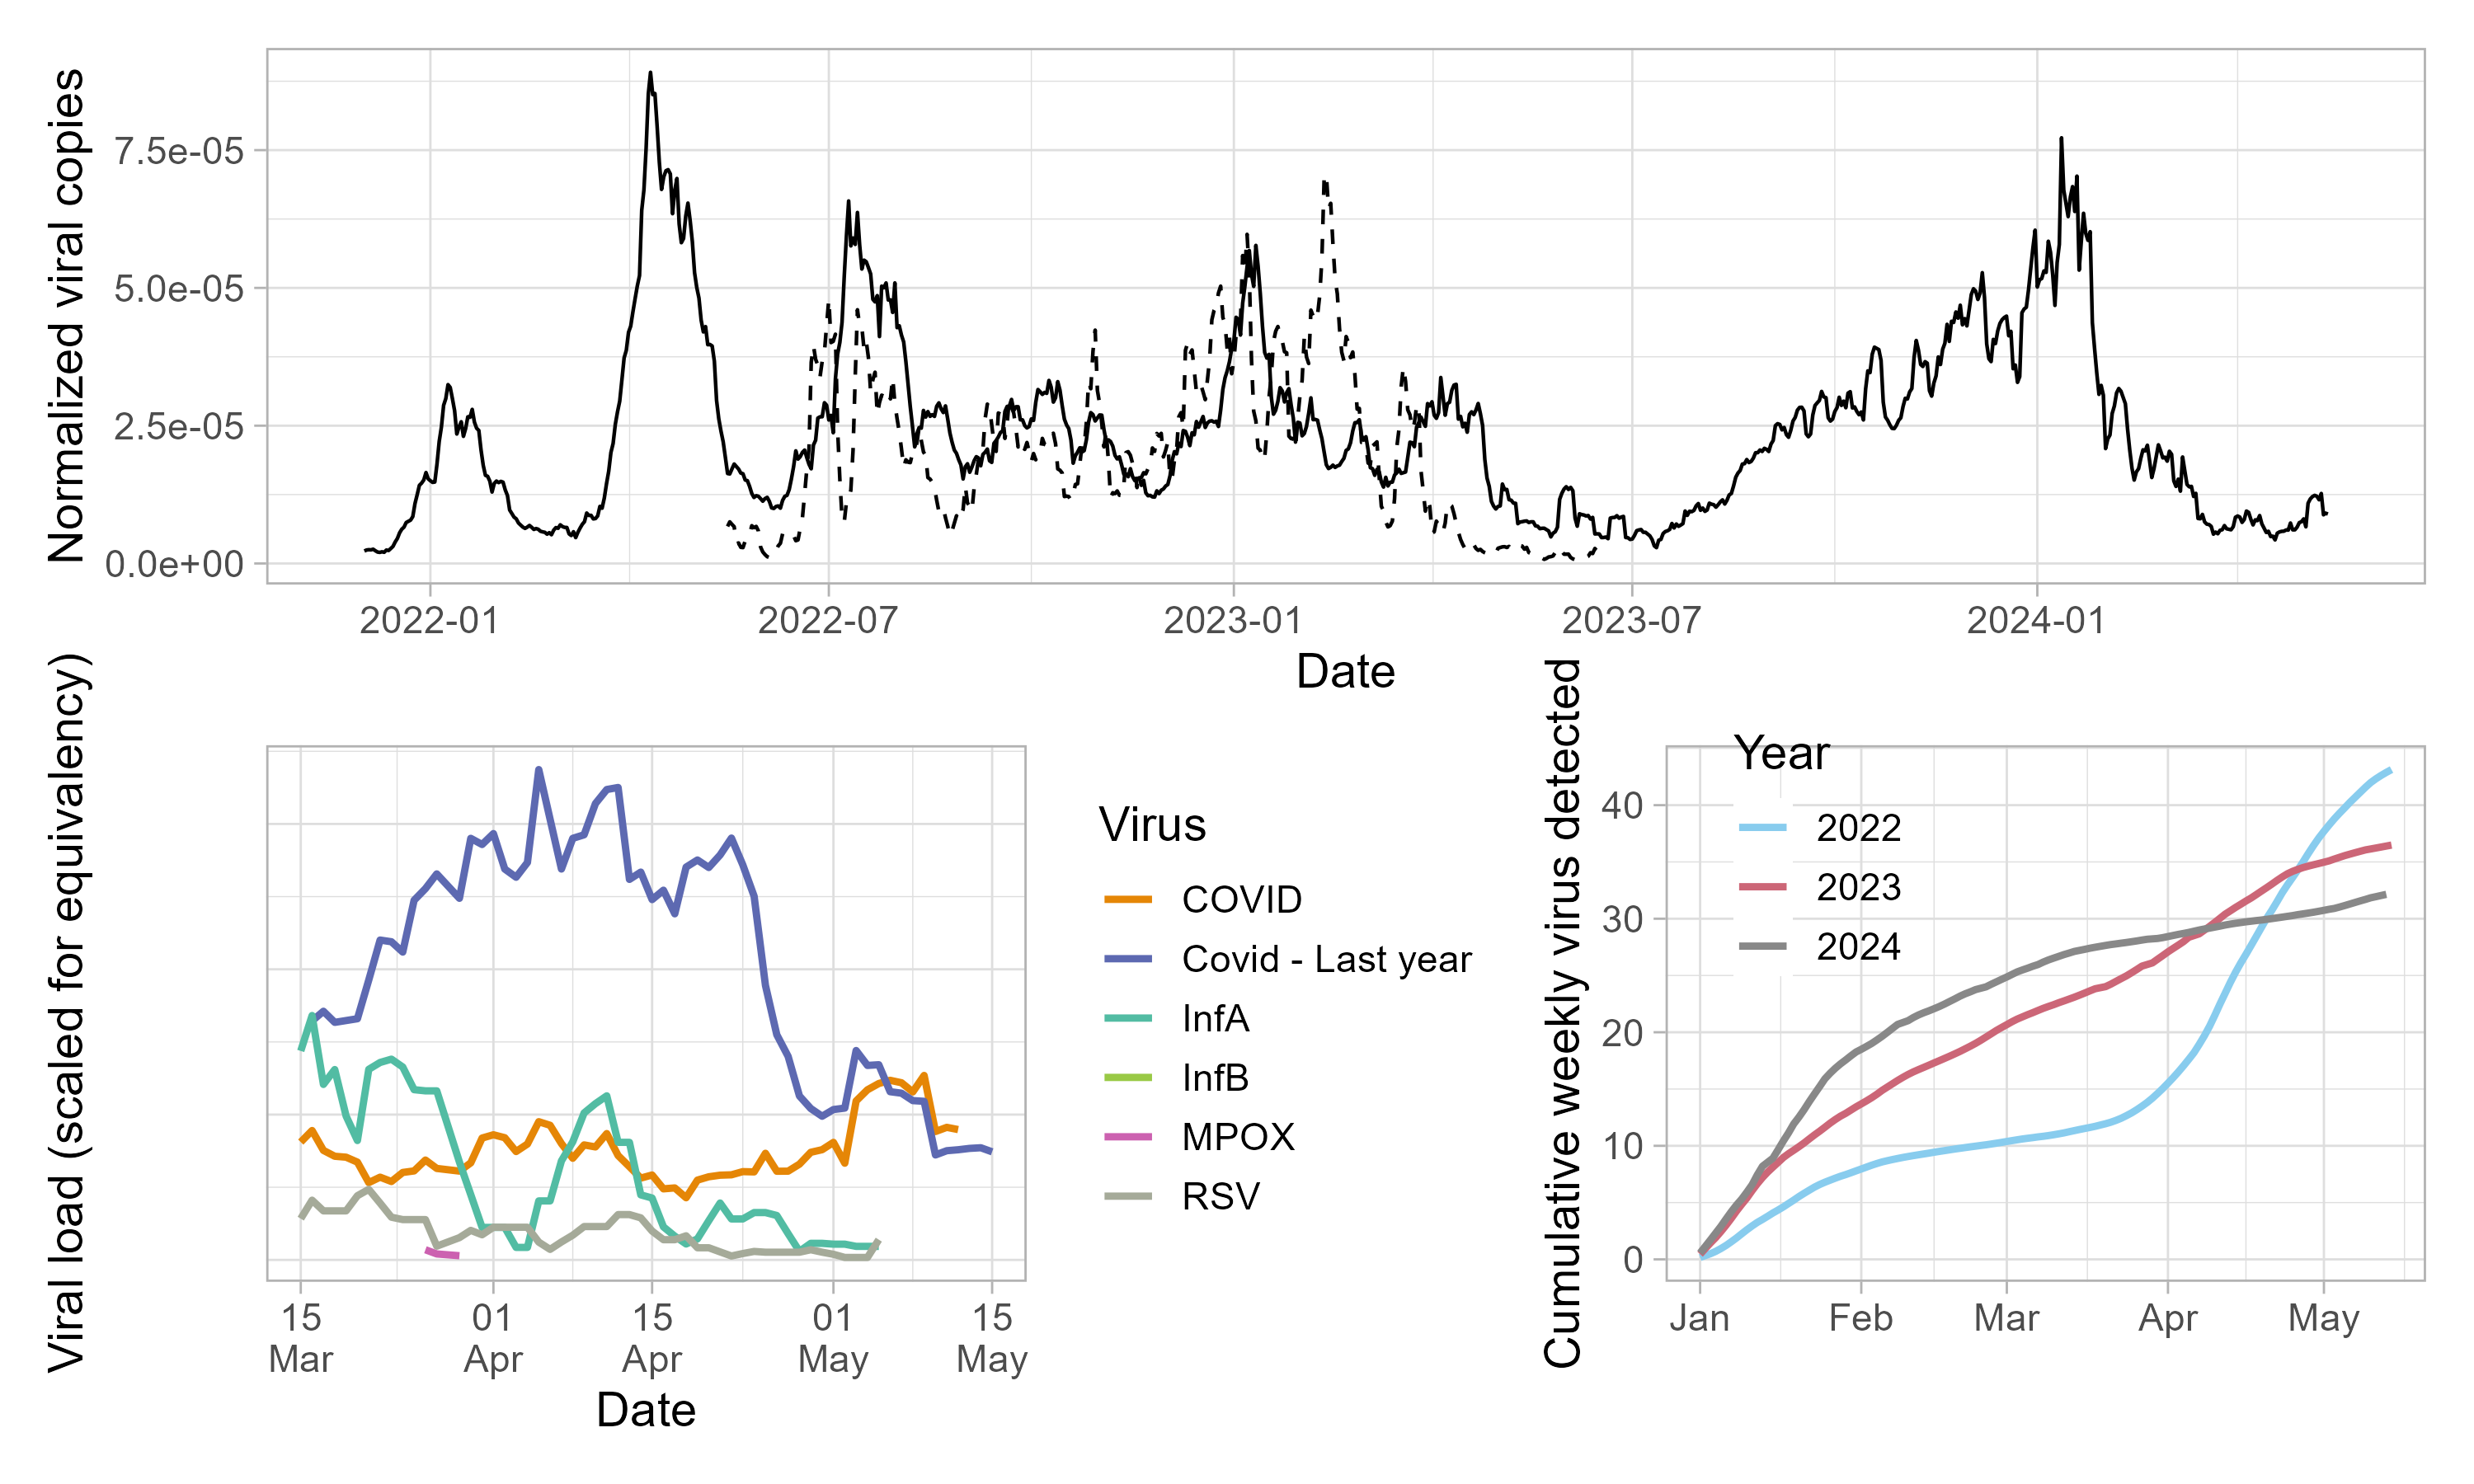 Normalized viral copies
7.5e-05
5.0e-05
2.5e-05
0.0e+00
2022-01
2022-07
2023-01
2023-07
2024-01
Date
Viral load (scaled for equivalency)
15
Mar
01
Apr
15
Apr
01
May
15
May
Date
Virus
COVID
Covid - Last year
InfA
InfB
MPOX
RSV
Cumulative weekly virus detected
40
30
20
10
0
Year
2022
2023
2024
Jan
Feb
Mar
Apr
May